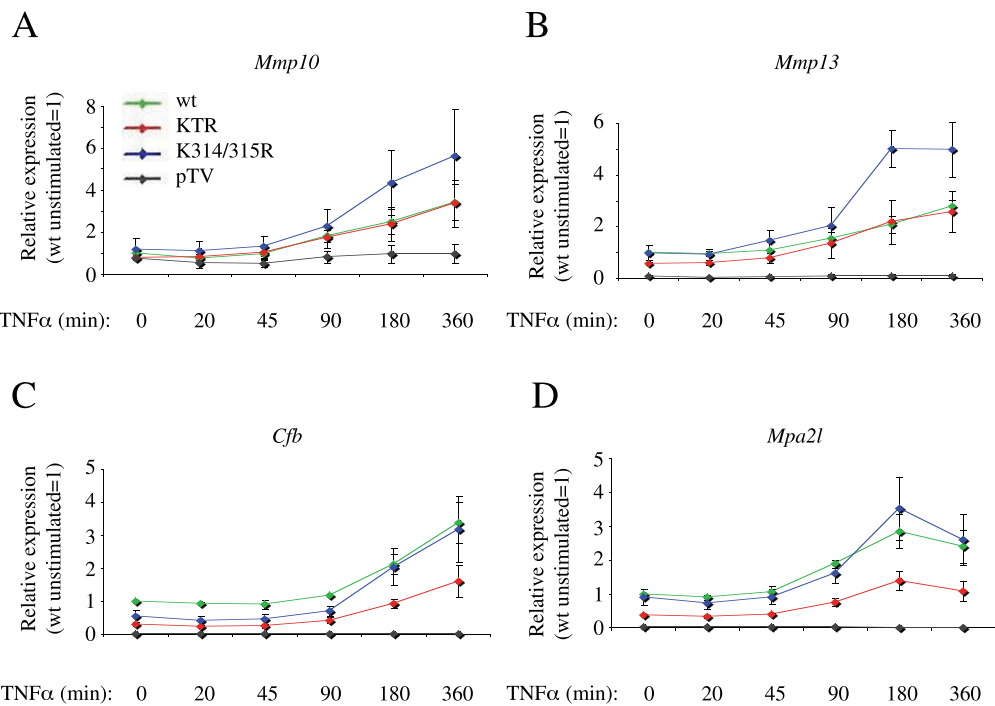 A
Mmp10
Relative expression
(wt unstimulated=1)
8
6
4
2
0
wt
KTR
K314/315R
pTV
TNFα (min): 0 20 45 90 180 360
B
Mmp13
Relative expression
(wt unstimulated=1)
6
4
2
0
TNFα (min): 0 20 45 90 180 360
C
Cfb
Relative expression
(wt unstimulated=1)
5
4
3
2
1
0
TNFα (min): 0 20 45 90 180 360
D
Mpa2l
Relative expression
(wt unstimulated=1)
5
4
3
2
1
0
TNFα (min): 0 20 45 90 180 360